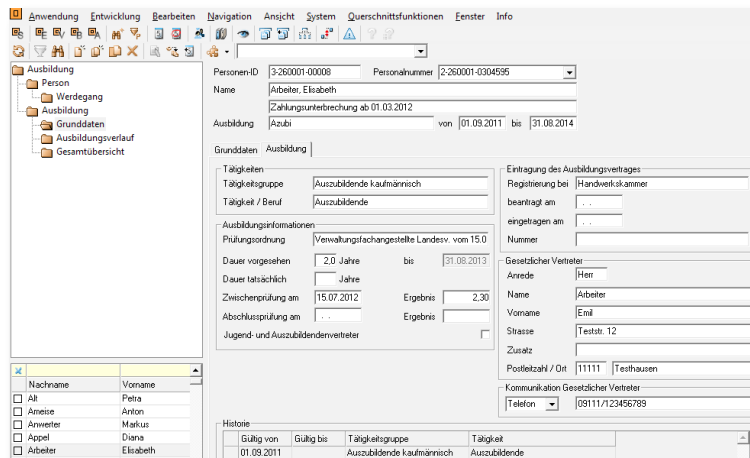 Anwendung Entwicklung Bearbeiten Navigation Ansicht System Querschnittsfunktionen Fenster Info
Ausbildung
Person
Werdegang
Ausbildung
Grunddaten
Ausbildungsverlauf
Gesamtübersicht
Personen-ID 3-260001-00008 Personalnummer 2-260001-0304595
Name Arbeiter, Elisabeth
Zahlungsunterbrechung ab 01.03.2012
Ausbildung Azubi von 01.09.2011 bis 31.08.2014
Grunddaten Ausbildung
Tätigkeiten
Tätigkeitsgruppe Auszubildende kaufmännisch
Tätigkeit / Beruf Auszubildende
Ausbildungsinformationen
Prüfungsordnung Verwaltungsfachangestellte Landesv. vom 15.0
Dauer vorgesehen 2,0 Jahre bis 31.08.2013
Dauer tatsächlich Jahre
Zwischenprüfung am 15.07.2012 Ergebnis 2,30
Abschlussprüfung am . . Ergebnis
Jugend- und Auszubildendenvertreter
Eintragung des Ausbildungsvertrages
Registrierung bei Handwerkskammer
beantragt am . .
eingetragen am . .
Nummer
Gesetzlicher Vertreter
Anrede Herr
Name Arbeiter
Vorname Emil
Strasse Teststr. 12
Zusatz
Postleitzahl / Ort 11111 Testhausen
Kommunikation Gesetzlicher Vertreter
Telefon 09111/123456789
Nachname Vorname
Alt Petra
Ameise Anton
Anwerter Markus
Appel Diana
Arbeiter Elisabeth
Historie
Gültig von Gültig bis Tätigkeitsgruppe Tätigkeit
01.09.2011 Auszubildende kaufmännisch Auszubildende